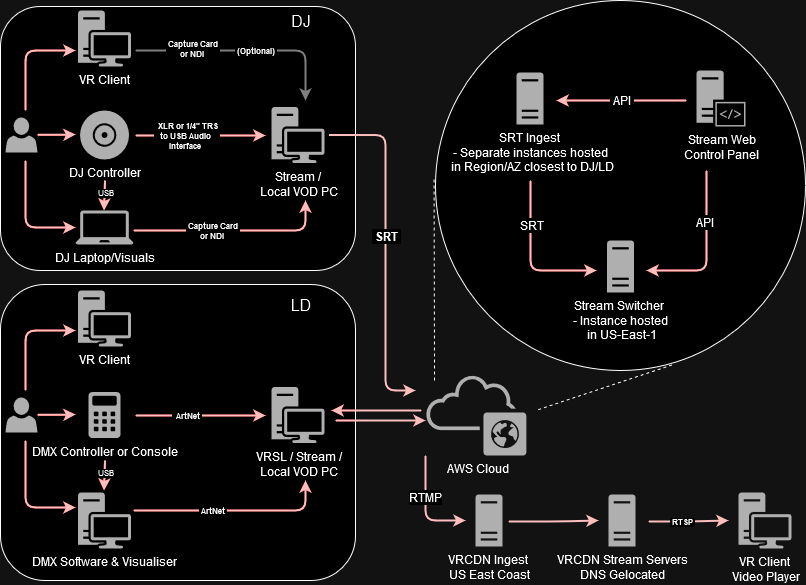 DJ
VR Client
Capture Card
or NDI
(Optional)
XLR or 1/4" TRS
to USB Audio
Interface
DJ Controller
USB
Stream /
Local VOD PC
DJ Laptop/Visuals
Capture Card
or NDI
SRT
LD
VR Client
DMX Controller or Console
ArtNet
USB
VRSL / Stream /
Local VOD PC
DMX Software & Visualiser
ArtNet
API
SRT Ingest
- Separate instances hosted
in Region/AZ closest to DJ/LD
Stream Web
Control Panel
SRT
API
Stream Switcher
- Instance hosted
in US-East-1
AWS Cloud
RTMP
VRCDN Ingest
US East Coast
VRCDN Stream Servers
DNS Gelocated
RTSP
VR Client
Video Player